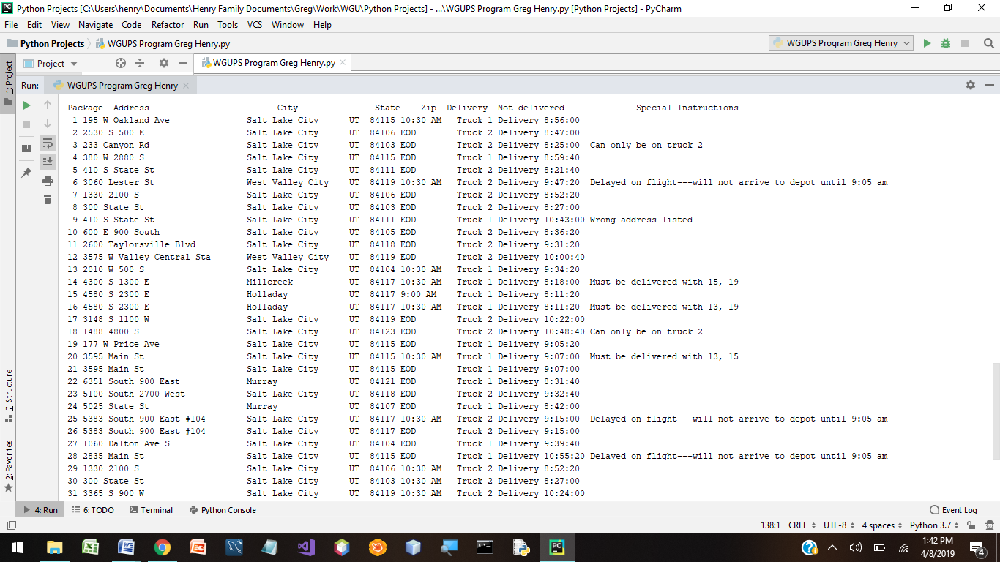 PC Python Projects [C:\Users\henry\Documents\Henry Family Documents\Greg\Work\WGU\Python Projects] - ...\WGUPS Program Greg Henry.py [Python Projects] - PyCharm
File Edit View Navigate Code Refactor Run Tools VCS Window Help
Python Projects WGUPS Program Greg Henry.py WGUPS Program Greg Henry
1: Project Project WGUPS Program Greg Henry.py
Run: WGUPS Program Greg Henry
Package Address City State Zip Delivery Not delivered Special Instructions
1 195 W Oakland Ave Salt Lake City UT 84115 10:30 AM Truck 1 Delivery 8:56:00
2 2530 S 500 E Salt Lake City UT 84106 EOD Truck 2 Delivery 8:47:00
3 233 Canyon Rd Salt Lake City UT 84103 EOD Truck 2 Delivery 8:25:00 Can only be on truck 2
4 380 W 2880 S Salt Lake City UT 84115 EOD Truck 1 Delivery 8:59:40
5 410 S State St Salt Lake City UT 84111 EOD Truck 2 Delivery 8:21:40
6 3060 Lester St West Valley City UT 84119 10:30 AM Truck 2 Delivery 9:47:20 Delayed on flight---will not arrive to depot until 9:05 am
7 1330 2100 S Salt Lake City UT 84106 EOD Truck 2 Delivery 8:52:20
8 300 State St Salt Lake City UT 84103 EOD Truck 2 Delivery 8:27:00
9 410 S State St Salt Lake City UT 84111 EOD Truck 1 Delivery 10:43:00 Wrong address listed
10 600 E 900 South Salt Lake City UT 84105 EOD Truck 2 Delivery 8:36:20
11 2600 Taylorsville Blvd Salt Lake City UT 84118 EOD Truck 2 Delivery 9:31:20
12 3575 W Valley Central Sta West Valley City UT 84119 EOD Truck 2 Delivery 10:00:40
13 2010 W 500 S Salt Lake City UT 84104 10:30 AM Truck 1 Delivery 9:34:20
14 4300 S 1300 E Millcreek UT 84117 10:30 AM Truck 1 Delivery 8:18:00 Must be delivered with 15, 19
15 4580 S 2300 E Holladay UT 84117 9:00 AM Truck 1 Delivery 8:11:20
16 4580 S 2300 E Holladay UT 84117 10:30 AM Truck 1 Delivery 8:11:20 Must be delivered with 13, 19
17 3148 S 1100 W Salt Lake City UT 84119 EOD Truck 2 Delivery 10:22:00
18 1488 4800 S Salt Lake City UT 84123 EOD Truck 2 Delivery 10:48:40 Can only be on truck 2
19 177 W Price Ave Salt Lake City UT 84115 EOD Truck 1 Delivery 9:05:20
20 3595 Main St Salt Lake City UT 84115 10:30 AM Truck 1 Delivery 9:07:00 Must be delivered with 13, 15
21 3595 Main St Salt Lake City UT 84115 EOD Truck 1 Delivery 9:07:00
22 6351 South 900 East Murray UT 84121 EOD Truck 1 Delivery 8:31:40
23 5100 South 2700 West Salt Lake City UT 84118 EOD Truck 2 Delivery 9:32:40
24 5025 State St Murray UT 84107 EOD Truck 1 Delivery 8:42:00
25 5383 South 900 East #104 Salt Lake City UT 84117 10:30 AM Truck 2 Delivery 9:15:00 Delayed on flight---will not arrive to depot until 9:05 am
26 5383 South 900 East #104 Salt Lake City UT 84117 EOD Truck 2 Delivery 9:15:00
27 1060 Dalton Ave S Salt Lake City UT 84104 EOD Truck 1 Delivery 9:39:40
28 2835 Main St Salt Lake City UT 84115 EOD Truck 1 Delivery 10:55:20 Delayed on flight---will not arrive to depot until 9:05 am
29 1330 2100 S Salt Lake City UT 84106 10:30 AM Truck 2 Delivery 8:52:20
30 300 State St Salt Lake City UT 84103 10:30 AM Truck 2 Delivery 8:27:00
31 3365 S 900 W Salt Lake City UT 84119 10:30 AM Truck 2 Delivery 10:24:00
7: Structure
2: Favorites
4: Run 6: TODO Terminal Python Console Event Log
138:1 CRLF UTF-8 4 spaces Python 3.7
1:42 PM
4/8/2019
4